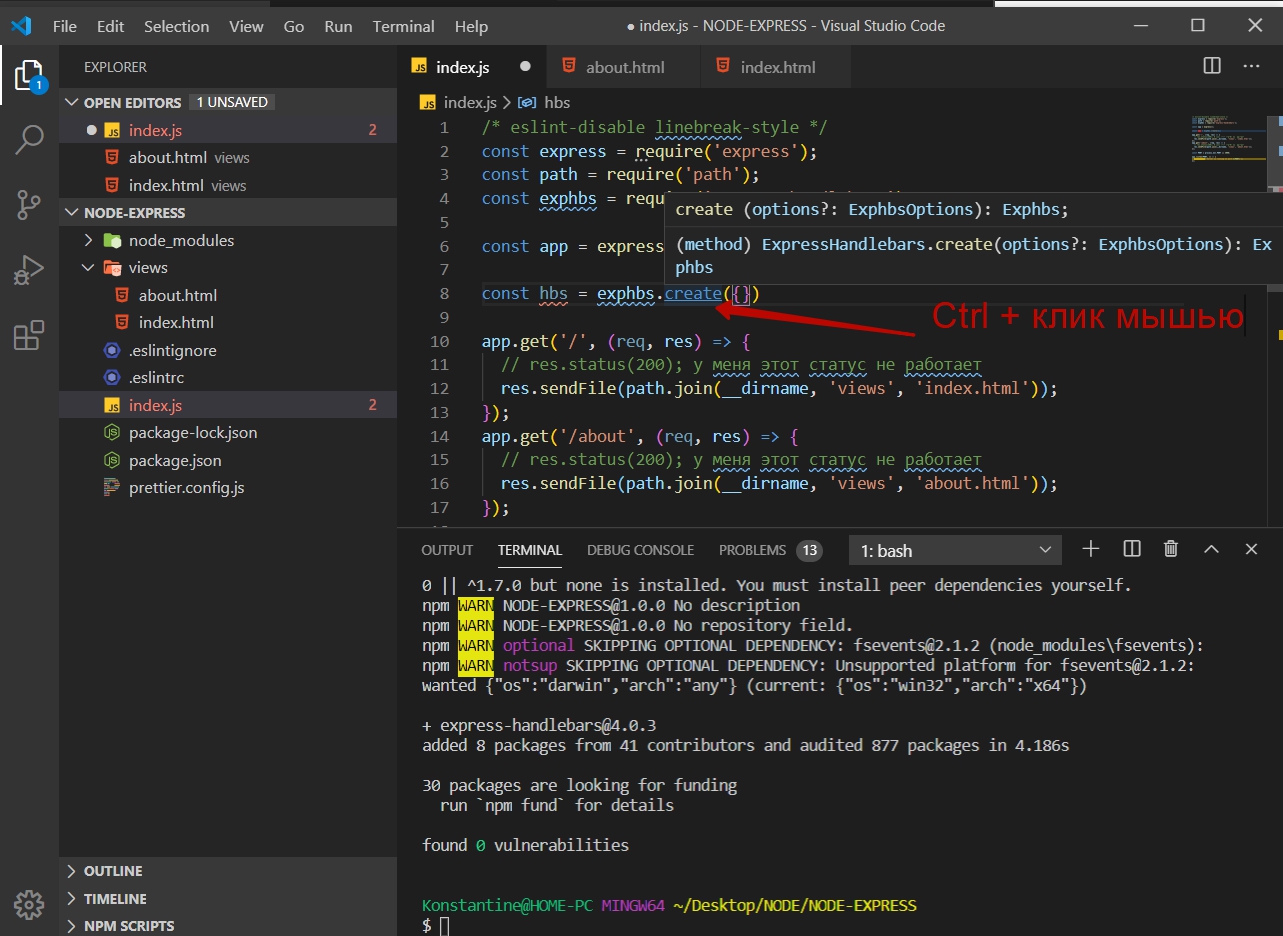 File Edit Selection View Go Run Terminal Help
● index.js - NODE-EXPRESS - Visual Studio Code
EXPLORER
1
OPEN EDITORS 1 UNSAVED
index.js 2
about.html views
index.html views
NODE-EXPRESS
node_modules
views
about.html
index.html
.eslintignore
.eslintrc
index.js 2
package-lock.json
package.json
prettier.config.js
OUTLINE
TIMELINE
NPM SCRIPTS
JS index.js about.html index.html
JS index.js > hbs
1 /* eslint-disable linebreak-style */
2 const express = require('express');
3 const path = require('path');
4 const exphbs = requ
5
6 const app = express
7
create (options?: ExphbsOptions): Exphbs;
(method) ExpressHandlebars.create(options?: ExphbsOptions): Ex
phbs
8 const hbs = exphbs.create({})
Ctrl + клик мышью
9
10 app.get('/', (req, res) => {
11 // res.status(200); у меня этот статус не работает
12 res.sendFile(path.join(__dirname, 'views', 'index.html'));
13 });
14 app.get('/about', (req, res) => {
15 // res.status(200); у меня этот статус не работает
16 res.sendFile(path.join(__dirname, 'views', 'about.html'));
17 });
OUTPUT TERMINAL DEBUG CONSOLE PROBLEMS 13 1: bash
0 || ^1.7.0 but none is installed. You must install peer dependencies yourself.
npm WARN NODE-EXPRESS@1.0.0 No description
npm WARN NODE-EXPRESS@1.0.0 No repository field.
npm WARN optional SKIPPING OPTIONAL DEPENDENCY: fsevents@2.1.2 (node_modules\fsevents):
npm WARN notsup SKIPPING OPTIONAL DEPENDENCY: Unsupported platform for fsevents@2.1.2:
wanted {"os":"darwin","arch":"any"} (current: {"os":"win32","arch":"x64"})
+ express-handlebars@4.0.3
added 8 packages from 41 contributors and audited 877 packages in 4.186s
30 packages are looking for funding
run `npm fund` for details
found 0 vulnerabilities
Konstantine@HOME-PC MINGW64 ~/Desktop/NODE/NODE-EXPRESS
$